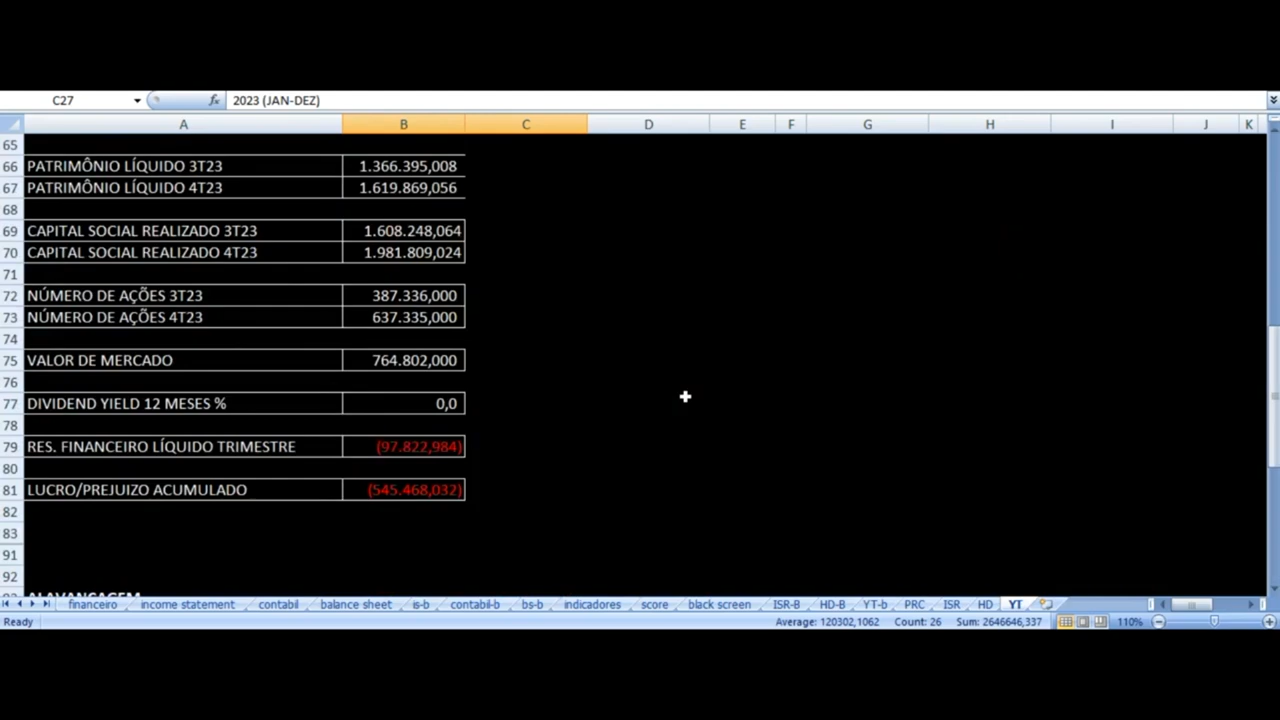 C27 fx 2023 (JAN-DEZ)
A B C D E F G H I J K
65
66 PATRIMÔNIO LÍQUIDO 3T23 1.366.395,008
67 PATRIMÔNIO LÍQUIDO 4T23 1.619.869,056
68
69 CAPITAL SOCIAL REALIZADO 3T23 1.608.248,064
70 CAPITAL SOCIAL REALIZADO 4T23 1.981.809,024
71
72 NÚMERO DE AÇÕES 3T23 387.336,000
73 NÚMERO DE AÇÕES 4T23 637.335,000
74
75 VALOR DE MERCADO 764.802,000
76
77 DIVIDEND YIELD 12 MESES % 0,0
78
79 RES. FINANCEIRO LÍQUIDO TRIMESTRE (97.822,984)
80
81 LUCRO/PREJUIZO ACUMULADO (545.468,032)
82
83
91
92
ALAVANCAGEM
financeiro income statement contabil balance sheet is-b contabil-b bs-b indicadores score black screen ISR-B HD-B YT-b PRC ISR HD YT
Ready Average: 120302,1062 Count: 26 Sum: 2646646,337 110%